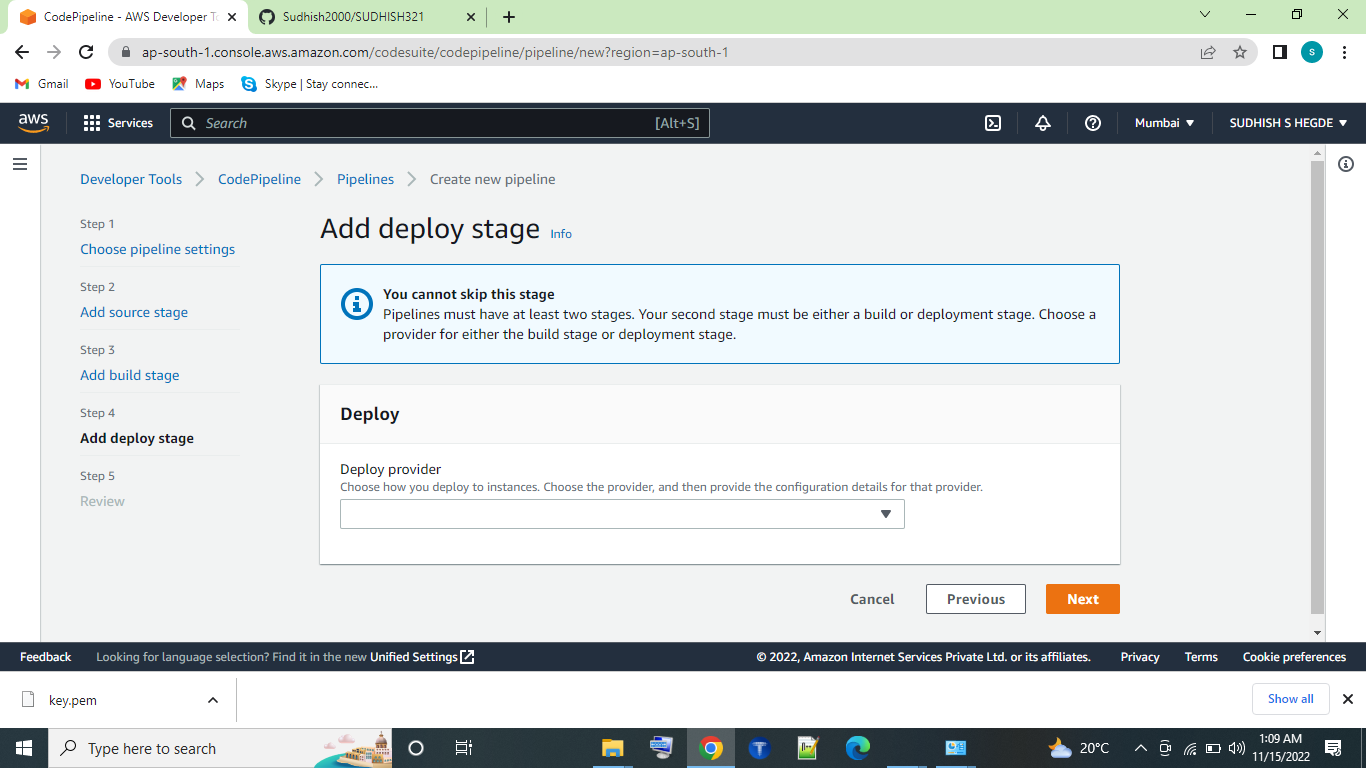 CodePipeline - AWS Developer To
Sudhish2000/SUDHISH321
ap-south-1.console.aws.amazon.com/codesuite/codepipeline/pipeline/new?region=ap-south-1
S
Gmail
YouTube
Maps
Skype | Stay connec...
aws
Services
Search
[Alt+S]
Mumbai
SUDHISH S HEGDE
Developer Tools
CodePipeline
Pipelines
Create new pipeline
Step 1
Choose pipeline settings
Step 2
Add source stage
Step 3
Add build stage
Step 4
Add deploy stage
Step 5
Review
Add deploy stage Info
You cannot skip this stage
Pipelines must have at least two stages. Your second stage must be either a build or deployment stage. Choose a
provider for either the build stage or deployment stage.
Deploy
Deploy provider
Choose how you deploy to instances. Choose the provider, and then provide the configuration details for that provider.
Cancel
Previous
Next
Feedback
Looking for language selection? Find it in the new Unified Settings
© 2022, Amazon Internet Services Private Ltd. or its affiliates.
Privacy
Terms
Cookie preferences
key.pem
Show all
Type here to search
20°C
1:09 AM
11/15/2022